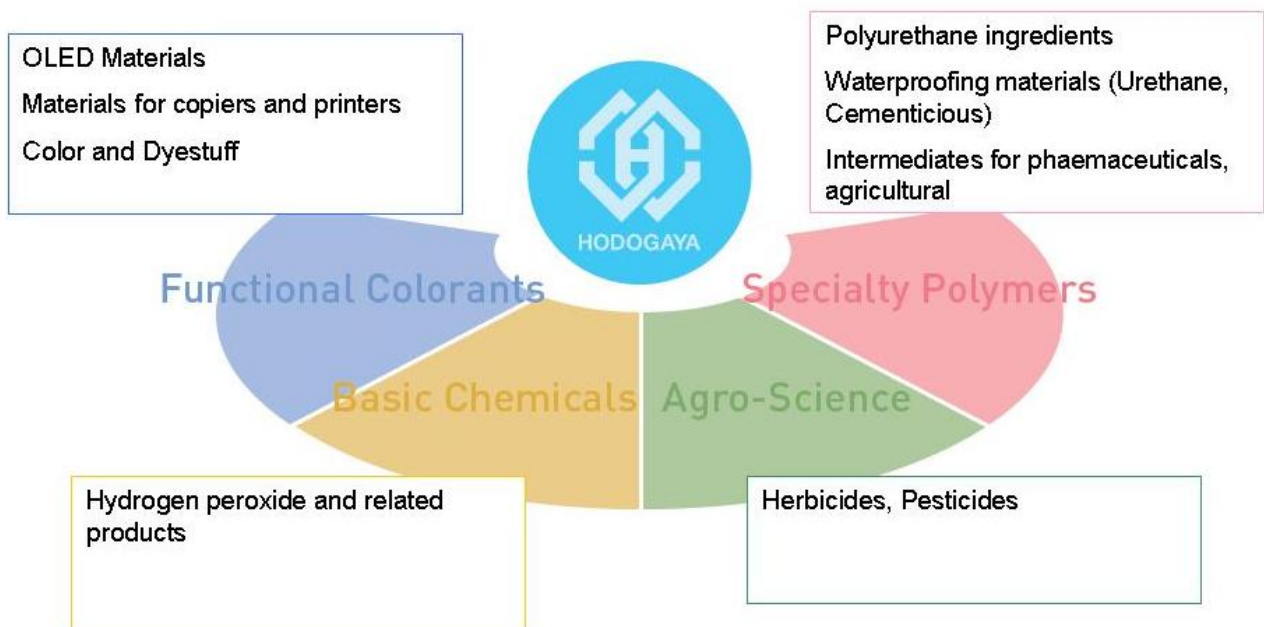 OLED Materials
Materials for copiers and printers
Color and Dyestuff
Polyurethane ingredients
Waterproofing materials (Urethane,
Cementicious)
Intermediates for phaemaceuticals,
agricultural
HODOGAYA
Functional Colorants
Specialty Polymers
Basic Chemicals
Agro-Science
Hydrogen peroxide and related
products
Herbicides, Pesticides